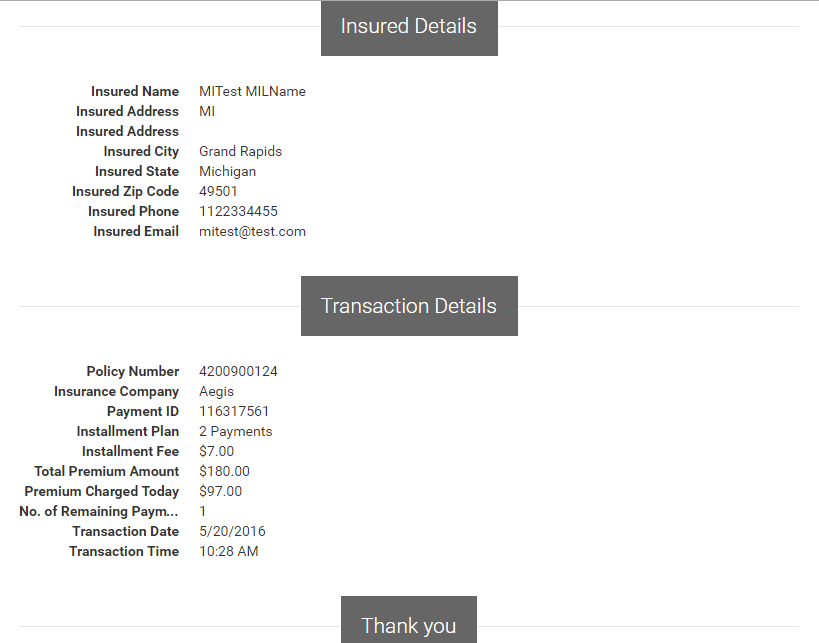 Insured Details
Insured Name MITest MILName
Insured Address MI
Insured Address
Insured City Grand Rapids
Insured State Michigan
Insured Zip Code 49501
Insured Phone 1122334455
Insured Email mitest@test.com
Transaction Details
Policy Number 4200900124
Insurance Company Aegis
Payment ID 116317561
Installment Plan 2 Payments
Installment Fee $7.00
Total Premium Amount $180.00
Premium Charged Today $97.00
No. of Remaining Paym... 1
Transaction Date 5/20/2016
Transaction Time 10:28 AM
Thank you